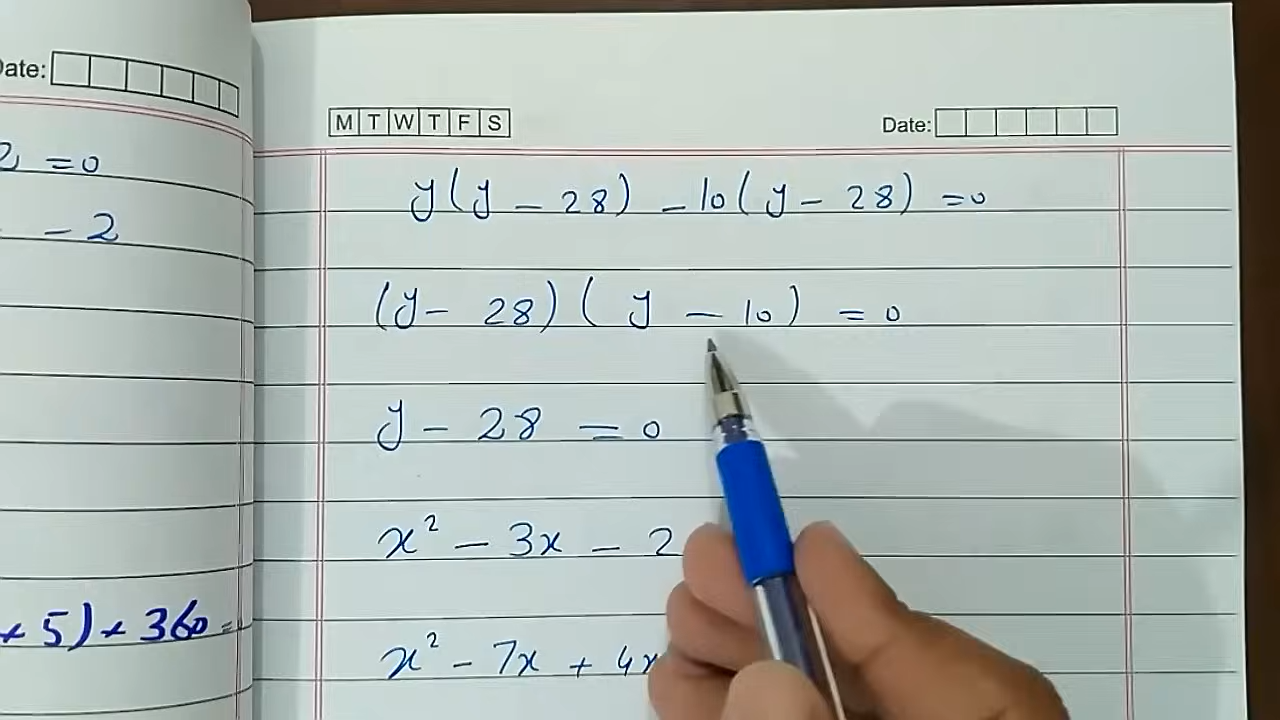 Date:
2 = 0
- 2
+ 5) + 360 =
M T W T F S
Date:
y(y - 28) - 10(y - 28) = 0
(y - 28)(y - 10) = 0
y - 28 = 0
x² - 3x - 2
x² - 7x + 4x